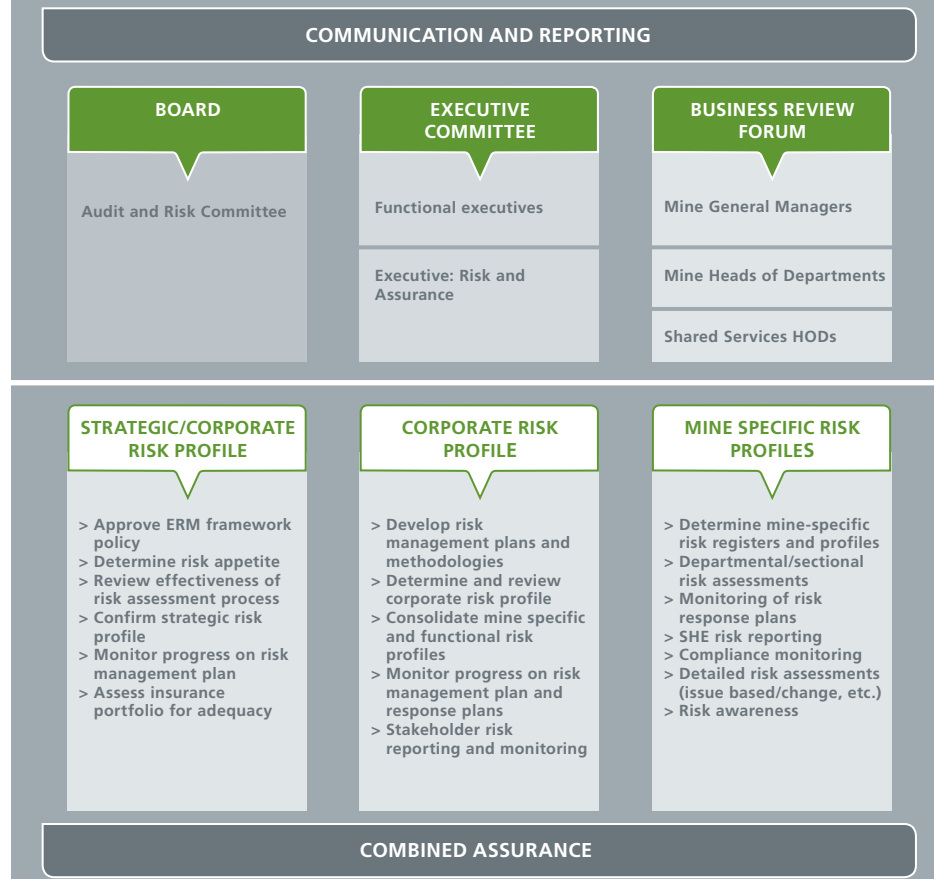 COMMUNICATION AND REPORTING
BOARD
Audit and Risk Committee
EXECUTIVE
COMMITTEE
Functional executives
Executive: Risk and
Assurance
BUSINESS REVIEW
FORUM
Mine General Managers
Mine Heads of Departments
Shared Services HODs
STRATEGIC/CORPORATE
RISK PROFILE
> Approve ERM framework
policy
> Determine risk appetite
> Review effectiveness of
risk assessment process
> Confirm strategic risk
profile
> Monitor progress on risk
management plan
> Assess insurance
portfolio for adequacy
CORPORATE RISK
PROFILE
> Develop risk
management plans and
methodologies
> Determine and review
corporate risk profile
> Consolidate mine specific
and functional risk
profiles
> Monitor progress on risk
management plan and
response plans
> Stakeholder risk
reporting and monitoring
MINE SPECIFIC RISK
PROFILES
> Determine mine-specific
risk registers and profiles
> Departmental/sectional
risk assessments
> Monitoring of risk
response plans
> SHE risk reporting
> Compliance monitoring
> Detailed risk assessments
(issue based/change, etc.)
> Risk awareness
COMBINED ASSURANCE